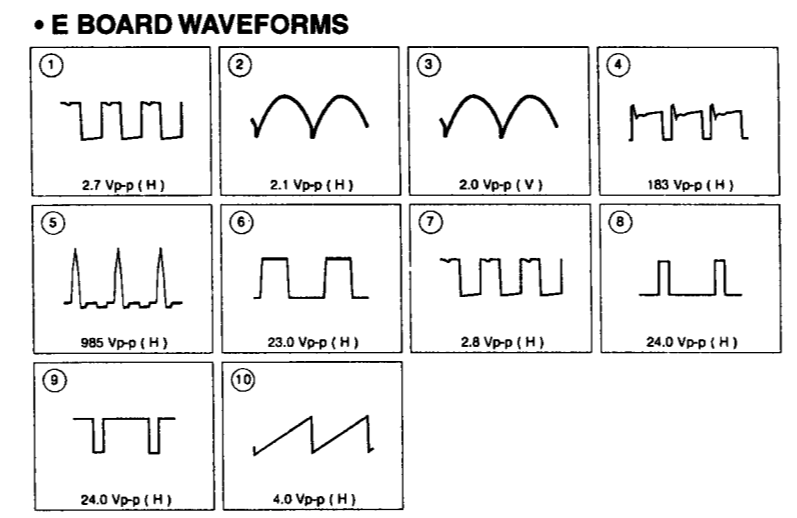 • E BOARD WAVEFORMS
1 2 3 4
2.7 Vp-p ( H ) 2.1 Vp-p ( H ) 2.0 Vp-p ( V ) 183 Vp-p ( H )
5 6 7 8
985 Vp-p ( H ) 23.0 Vp-p ( H ) 2.8 Vp-p ( H ) 24.0 Vp-p ( H )
9 10
24.0 Vp-p ( H ) 4.0 Vp-p ( H )